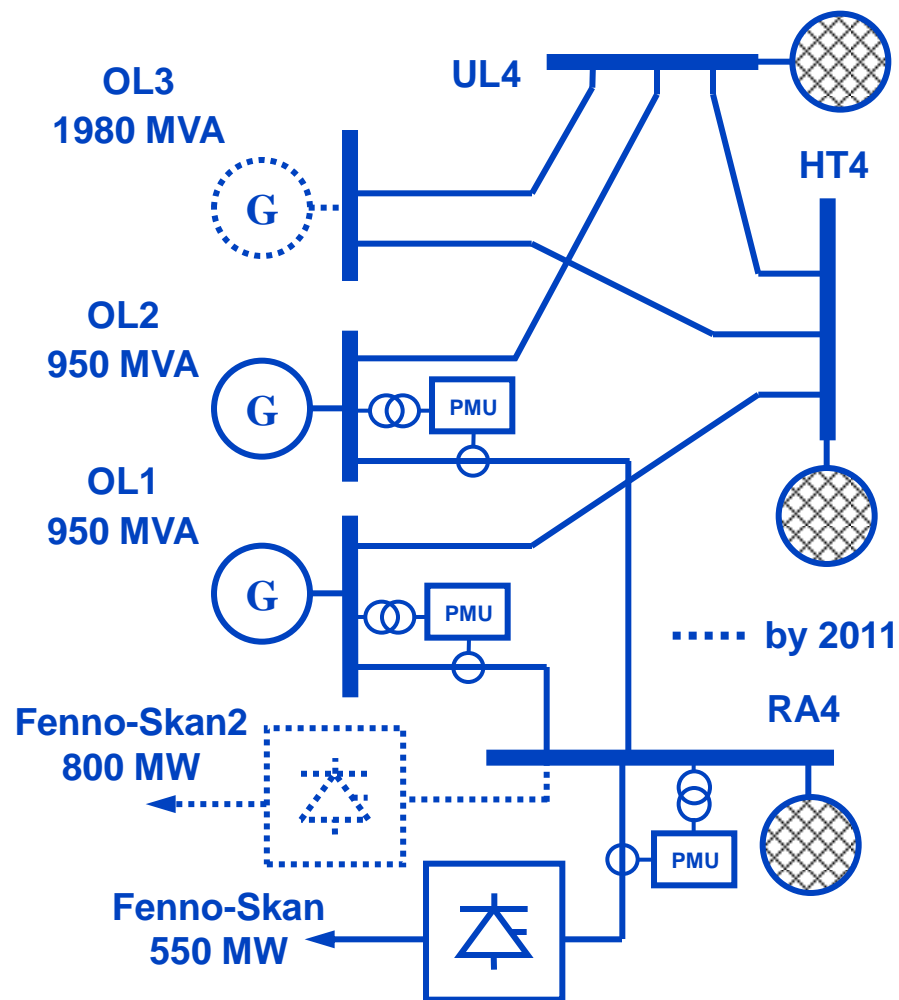 UL4
OL3
1980 MVA
HT4
G
OL2
950 MVA
G
PMU
OL1
950 MVA
G
PMU
by 2011
Fenno-Skan2
800 MW
RA4
PMU
Fenno-Skan
550 MW